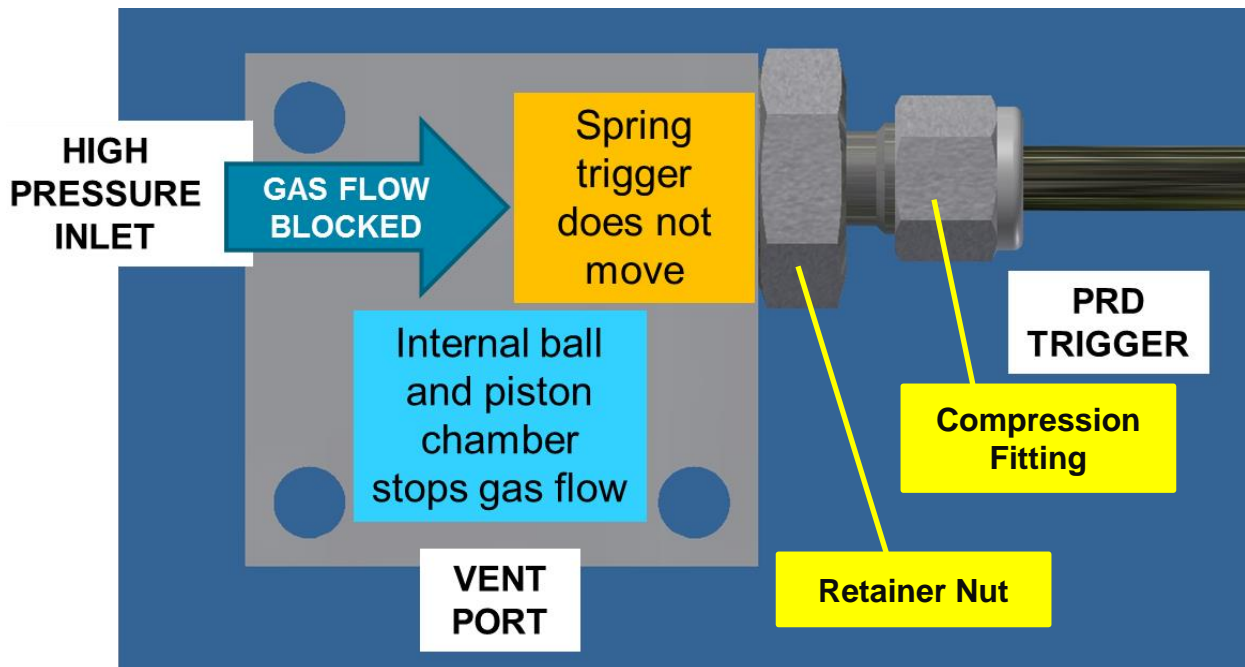 HIGH
PRESSURE
INLET
GAS FLOW
BLOCKED
Spring
trigger
does not
move
Internal ball
and piston
chamber
stops gas flow
VENT
PORT
PRD
TRIGGER
Compression
Fitting
Retainer Nut